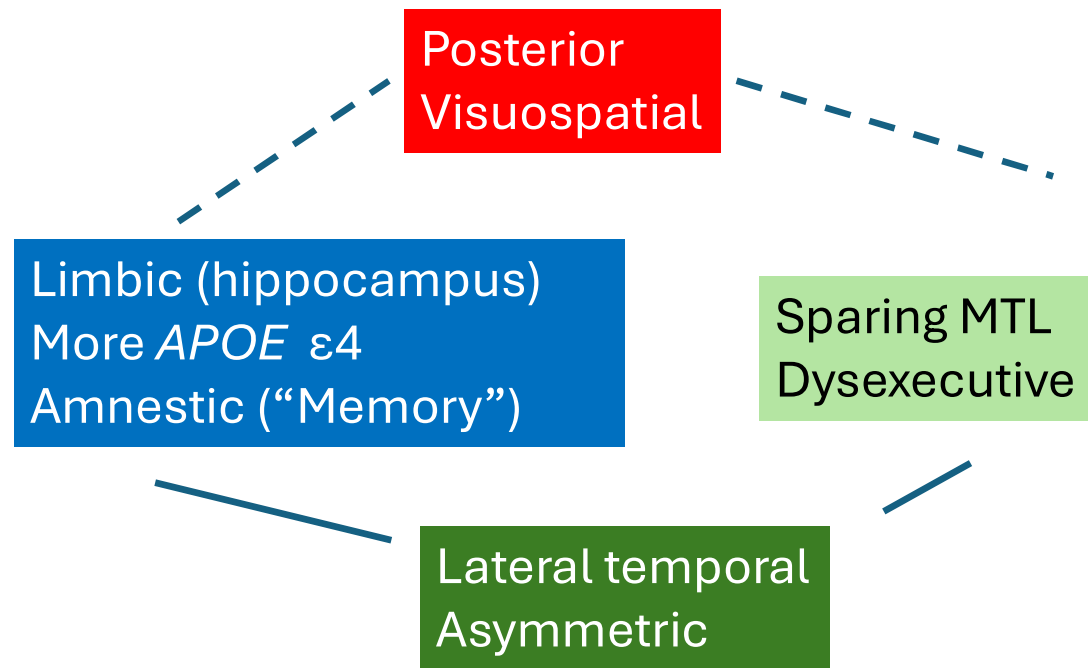 Posterior
Visuospatial
Limbic (hippocampus)
More APOE ε4
Amnestic (“Memory”)
Sparing MTL
Dysexecutive
Lateral temporal
Asymmetric